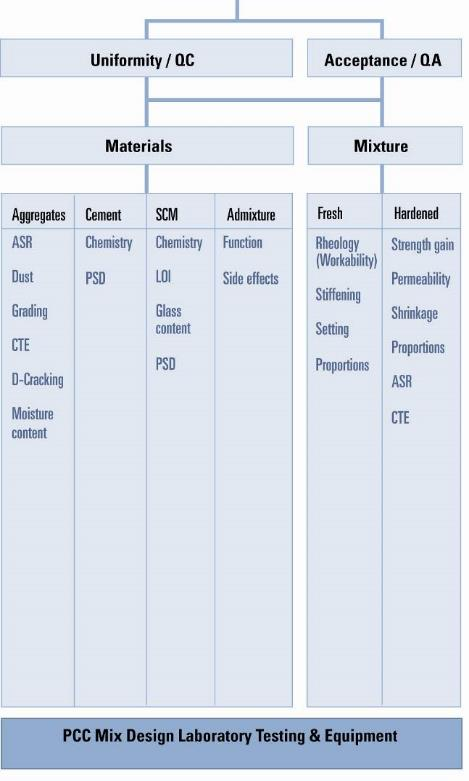 Uniformity / QC
Acceptance / QA
Materials
Mixture
Aggregates
ASR
Dust
Grading
CTE
D-Cracking
Moisture
content
Cement
Chemistry
PSD
SCM
Chemistry
LOI
Glass
content
PSD
Admixture
Function
Side effects
Fresh
Rheology
(Workability)
Stiffening
Setting
Proportions
Hardened
Strength gain
Permeability
Shrinkage
Proportions
ASR
CTE
PCC Mix Design Laboratory Testing & Equipment